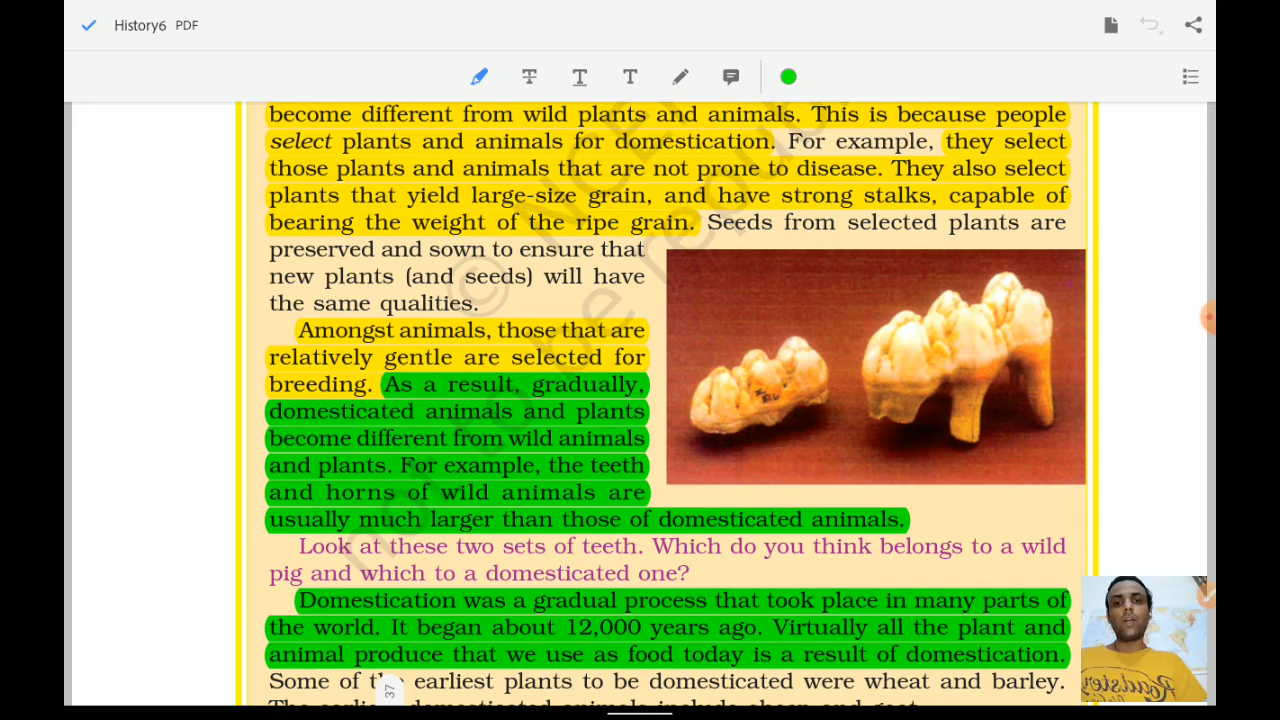 History6 PDF
become different from wild plants and animals. This is because people
select plants and animals for domestication. For example, they select
those plants and animals that are not prone to disease. They also select
plants that yield large-size grain, and have strong stalks, capable of
bearing the weight of the ripe grain. Seeds from selected plants are
preserved and sown to ensure that
new plants (and seeds) will have
the same qualities.
Amongst animals, those that are
relatively gentle are selected for
breeding. As a result, gradually,
domesticated animals and plants
become different from wild animals
and plants. For example, the teeth
and horns of wild animals are
usually much larger than those of domesticated animals.
Look at these two sets of teeth. Which do you think belongs to a wild
pig and which to a domesticated one?
Domestication was a gradual process that took place in many parts of
the world. It began about 12,000 years ago. Virtually all the plant and
animal produce that we use as food today is a result of domestication.
Some of the earliest plants to be domesticated were wheat and barley.
37